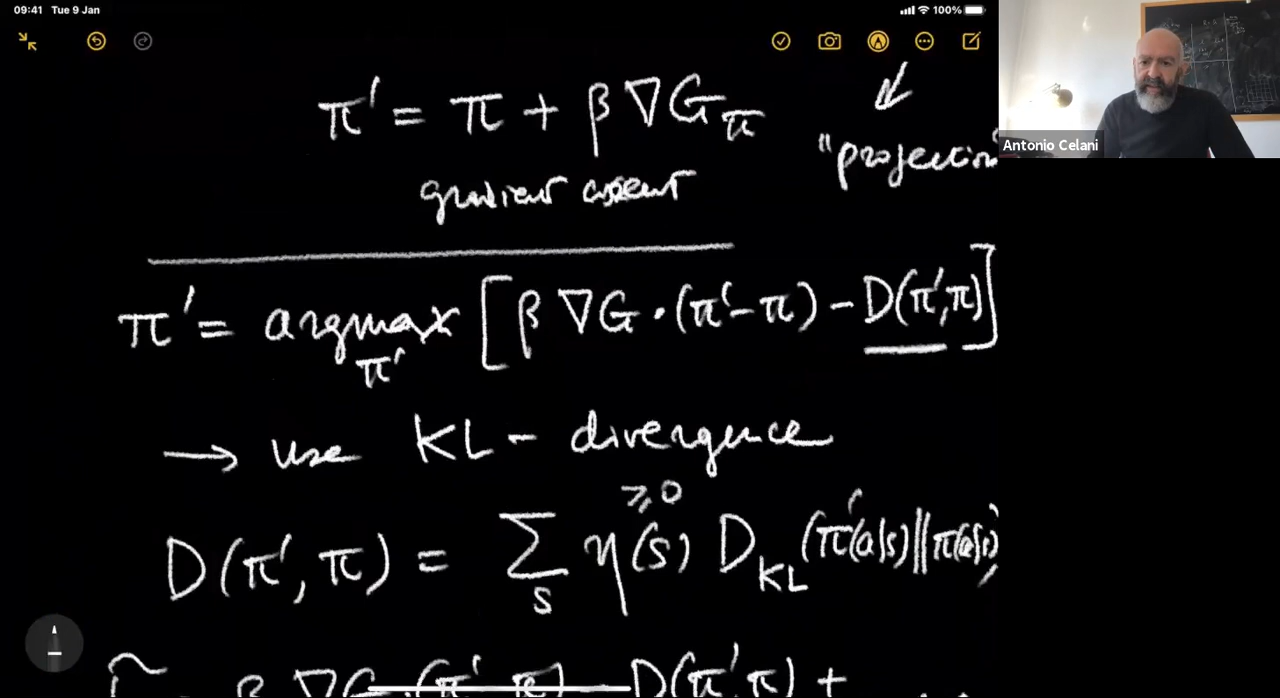 09:41 Tue 9 Jan
100%
π' = π + β ∇G_π
"projection"
gradient ascent
Antonio Celani
π' = argmax_π' [β ∇G · (π' - π) - D(π', π)]
→ use KL - divergence
D(π', π) = Σ_s η(s) D_KL (π'(a|s) || π(a|s))
≥ 0
β ∇G · (π' - π) - D(π', π) +